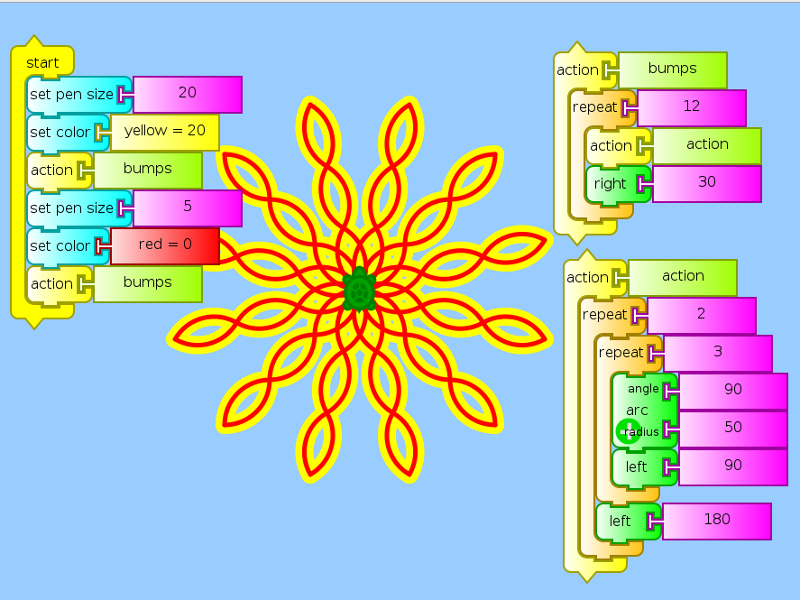 start
set pen size 20
set color yellow = 20
action bumps
set pen size 5
set color red = 0
action bumps
action bumps
repeat 12
action action
right 30
action action
repeat 2
repeat 3
angle 90
arc
radius 50
left 90
left 180